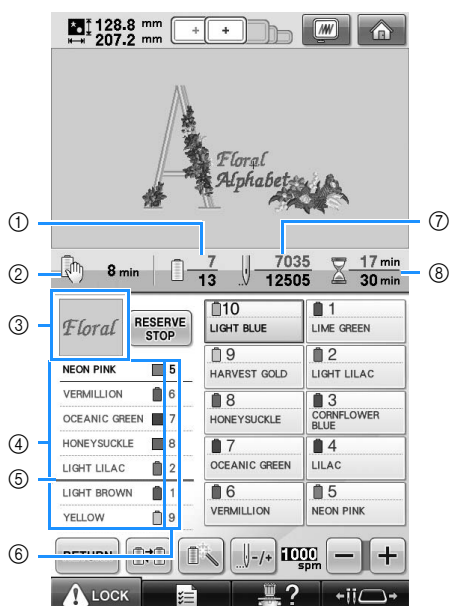 128.8 mm
207.2 mm
Floral
Alphabet
① ⑦
7 7035 17 min
② 8 min 13 12505 30 min ⑧
③ Floral RESERVE STOP
10 LIGHT BLUE
1 LIME GREEN
9 HARVEST GOLD
2 LIGHT LILAC
8 HONEYSUCKLE
3 CORNFLOWER BLUE
7 OCEANIC GREEN
4 LILAC
6 VERMILLION
5 NEON PINK
NEON PINK 5
VERMILLION 6
OCEANIC GREEN 7
④ HONEYSUCKLE 8
LIGHT LILAC 2
⑤
LIGHT BROWN 1
YELLOW 9
⑥
RETURN -/+ 1000 spm − +
LOCK ?